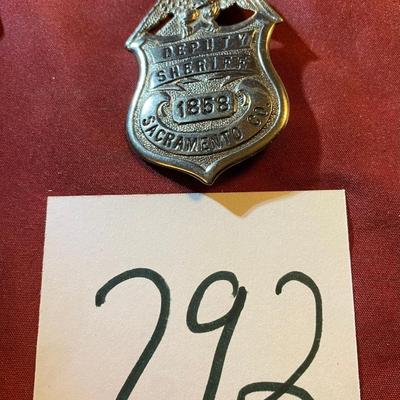 DEPUTY
SHERIFF
1858
SACRAMENTO CO
292